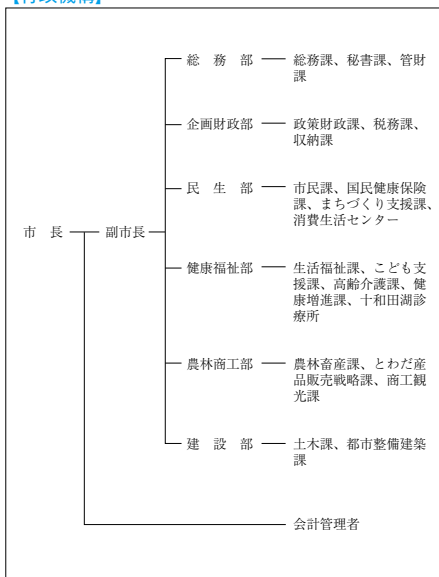 【行政機構】
総務部 総務課、秘書課、管財
課
企画財政部 政策財政課、税務課、
収納課
民生部 市民課、国民健康保険
課、まちづくり支援課、
消費生活センター
市長 副市長
健康福祉部 生活福祉課、こども支
援課、高齢介護課、健
康増進課、十和田湖診
療所
農林商工部 農林畜産課、とわだ産
品販売戦略課、商工観
光課
建設部 土木課、都市整備建築
課
会計管理者